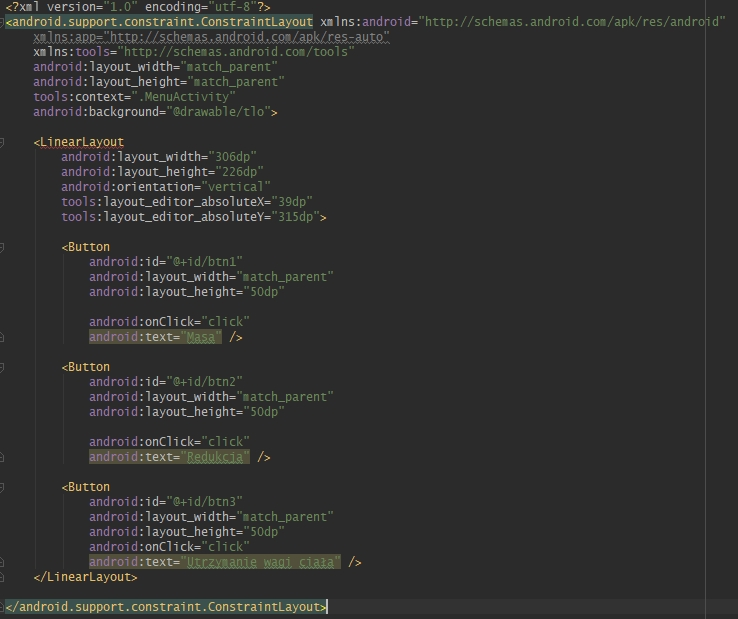 <?xml version="1.0" encoding="utf-8"?>
<android.support.constraint.ConstraintLayout xmlns:android="http://schemas.android.com/apk/res/android"
xmlns:app="http://schemas.android.com/apk/res-auto"
xmlns:tools="http://schemas.android.com/tools"
android:layout_width="match_parent"
android:layout_height="match_parent"
tools:context=".MenuActivity"
android:background="@drawable/tlo">
<LinearLayout
android:layout_width="306dp"
android:layout_height="226dp"
android:orientation="vertical"
tools:layout_editor_absoluteX="39dp"
tools:layout_editor_absoluteY="315dp">
<Button
android:id="@+id/btn1"
android:layout_width="match_parent"
android:layout_height="50dp"
android:onClick="click"
android:text="Masa" />
<Button
android:id="@+id/btn2"
android:layout_width="match_parent"
android:layout_height="50dp"
android:onClick="click"
android:text="Redukcja" />
<Button
android:id="@+id/btn3"
android:layout_width="match_parent"
android:layout_height="50dp"
android:onClick="click"
android:text="Utrzymanie wagi ciała" />
</LinearLayout>
</android.support.constraint.ConstraintLayout>